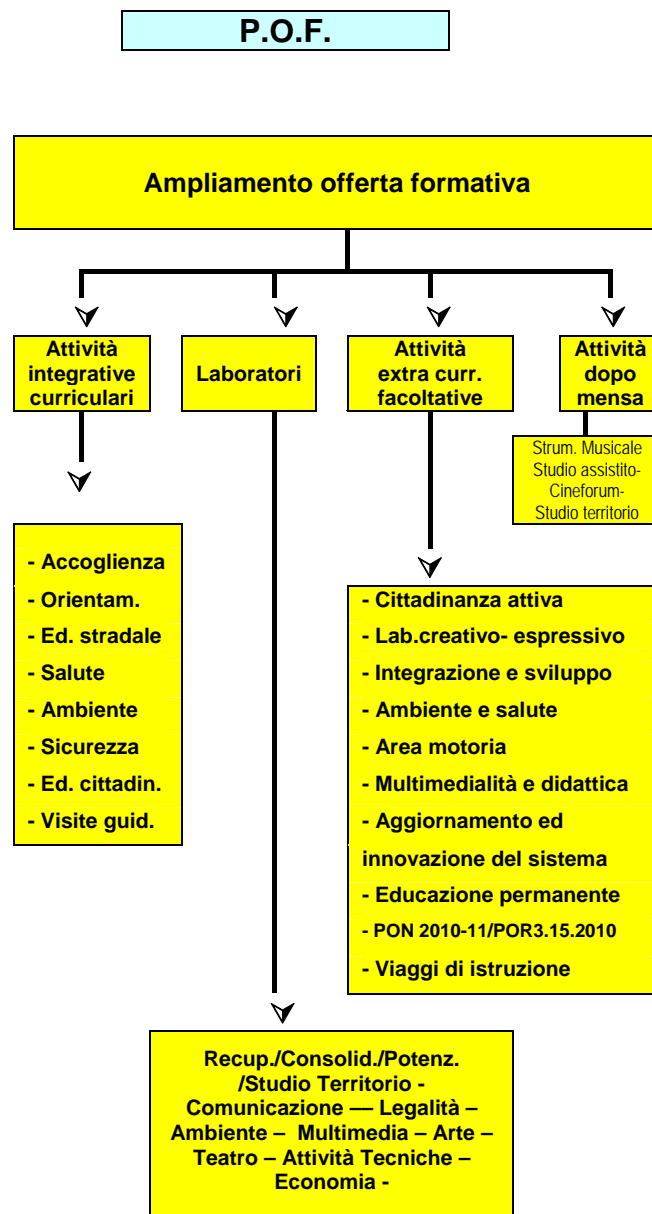 P.O.F.
Ampliamento offerta formativa
Attività
integrative
curriculari
Laboratori
Attività
extra curr.
facoltative
Attività
dopo
mensa
Strum. Musicale
Studio assistito-
Cineforum-
Studio territorio
- Accoglienza
- Orientam.
- Ed. stradale
- Salute
- Ambiente
- Sicurezza
- Ed. cittadin.
- Visite guid.
- Cittadinanza attiva
- Lab.creativo- espressivo
- Integrazione e sviluppo
- Ambiente e salute
- Area motoria
- Multimedialità e didattica
- Aggiornamento ed
innovazione del sistema
- Educazione permanente
- PON 2010-11/POR3.15.2010
- Viaggi di istruzione
Recup./Consolid./Potenz.
/Studio Territorio -
Comunicazione –– Legalità –
Ambiente – Multimedia – Arte –
Teatro – Attività Tecniche –
Economia -